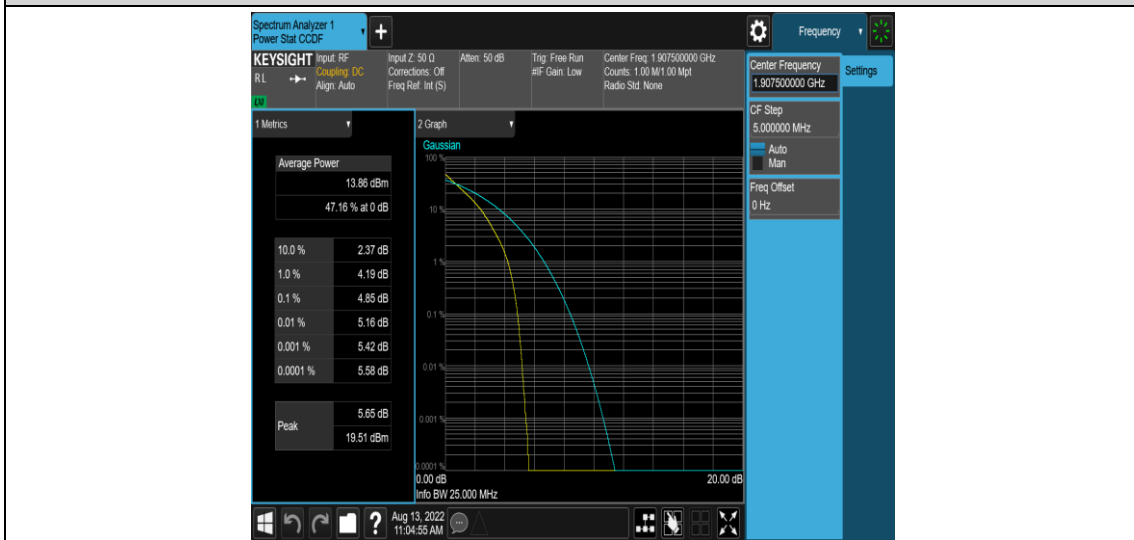 Spectrum Analyzer 1
Power Stat CCDF
+
Frequency
KEYSIGHT
RL
Input: RF
Coupling: DC
Align: Auto
Input Z: 50 Ω
Corrections: Off
Freq Ref: Int (S)
Atten: 50 dB
Trig: Free Run
#IF Gain: Low
Center Freq: 1.907500000 GHz
Counts: 1.00 M/1.00 Mpt
Radio Std: None
Center Frequency
1.907500000 GHz
Settings
CF Step
5.000000 MHz
Auto
Man
Freq Offset
0 Hz
1 Metrics
Average Power
13.86 dBm
47.16 % at 0 dB
10.0 % 2.37 dB
1.0 % 4.19 dB
0.1 % 4.85 dB
0.01 % 5.16 dB
0.001 % 5.42 dB
0.0001 % 5.58 dB
Peak
5.65 dB
19.51 dBm
2 Graph
Gaussian
100 %
10 %
1 %
0.1 %
0.01 %
0.001 %
0.0001 %
0.00 dB 20.00 dB
Info BW 25.000 MHz
?
Aug 13, 2022
11:04:55 AM